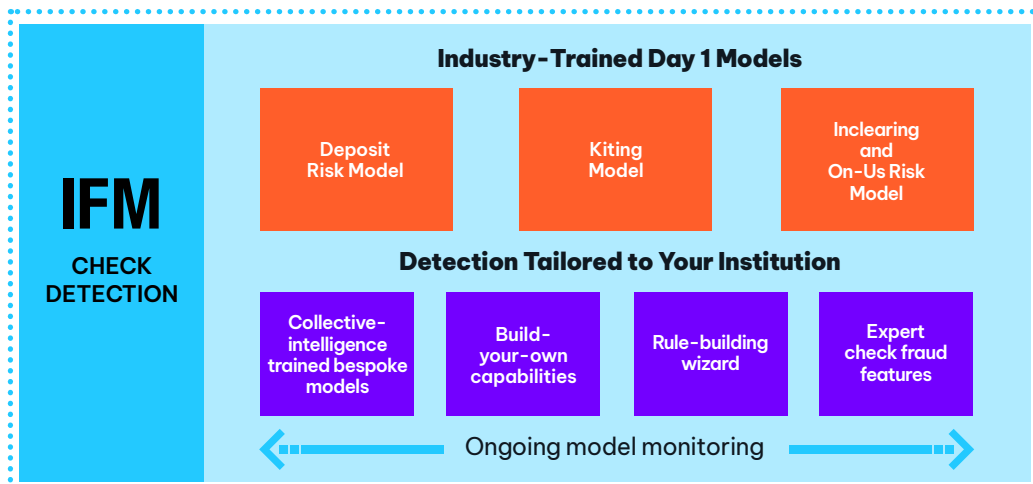 IFM
CHECK
DETECTION
Industry-Trained Day 1 Models
Deposit
Risk Model
Kiting
Model
Inclearing
and
On-Us Risk
Model
Detection Tailored to Your Institution
Collective-
intelligence
trained bespoke
models
Build-
your-own
capabilities
Rule-building
wizard
Expert
check fraud
features
Ongoing model monitoring